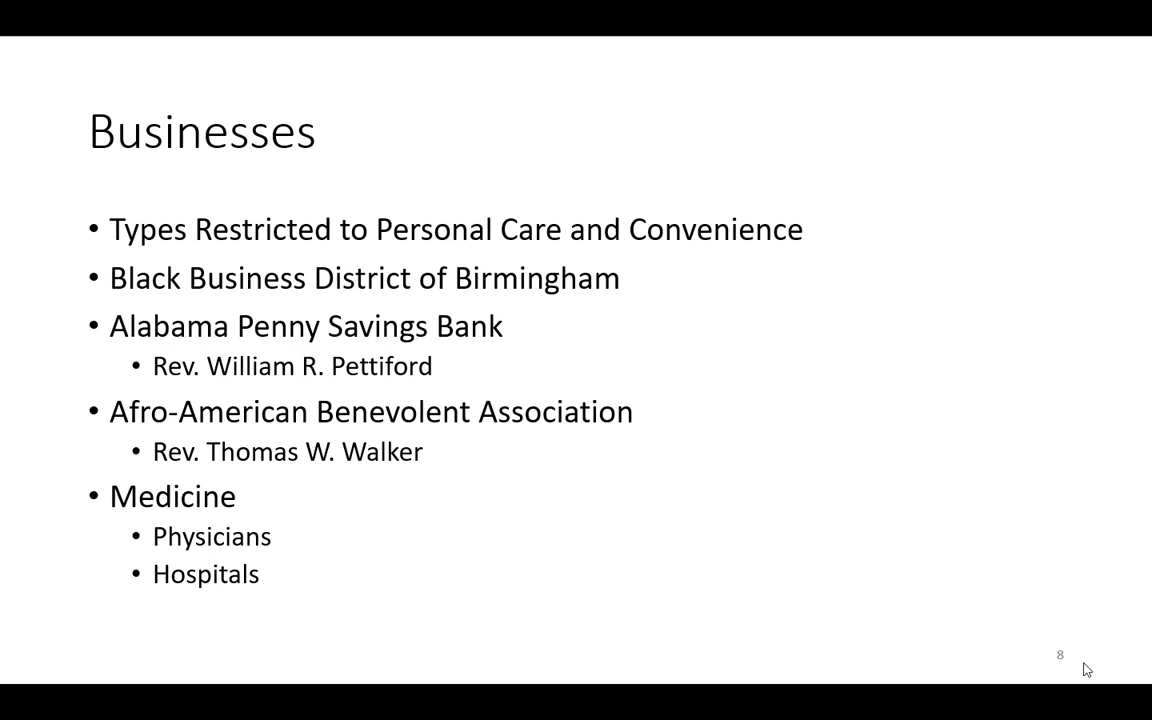 Businesses
• Types Restricted to Personal Care and Convenience
• Black Business District of Birmingham
• Alabama Penny Savings Bank
• Rev. William R. Pettiford
• Afro-American Benevolent Association
• Rev. Thomas W. Walker
• Medicine
• Physicians
• Hospitals
8